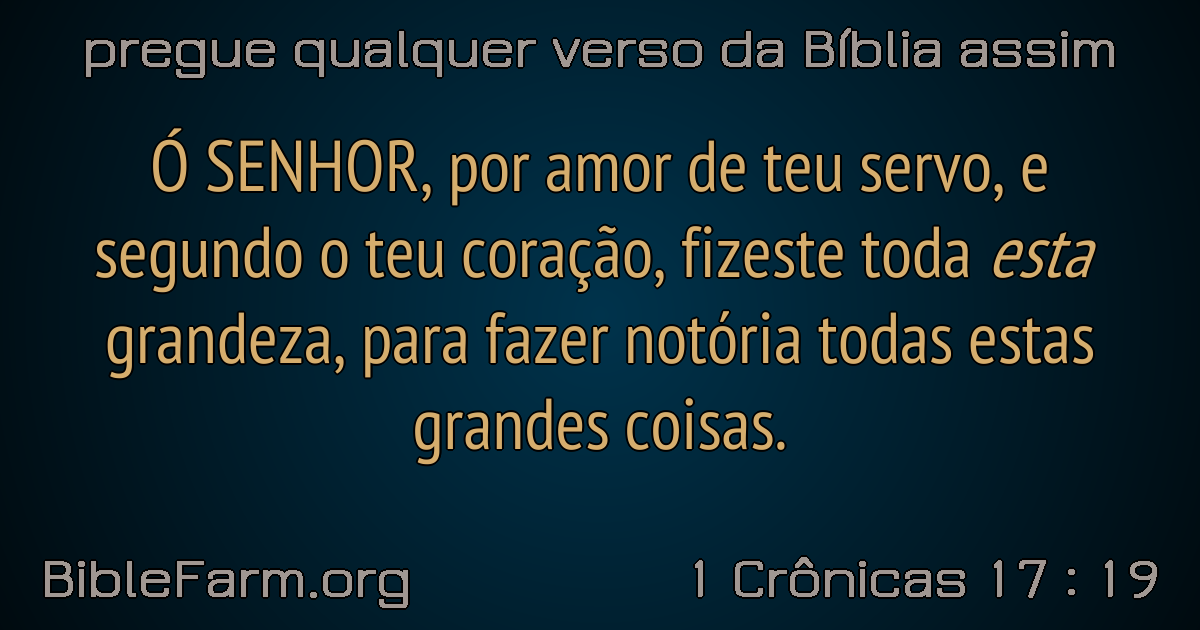 pregue qualquer verso da Bíblia assim
Ó SENHOR, por amor de teu servo, e
segundo o teu coração, fizeste toda esta
grandeza, para fazer notória todas estas
grandes coisas.
BibleFarm.org
1 Crônicas 17 : 19